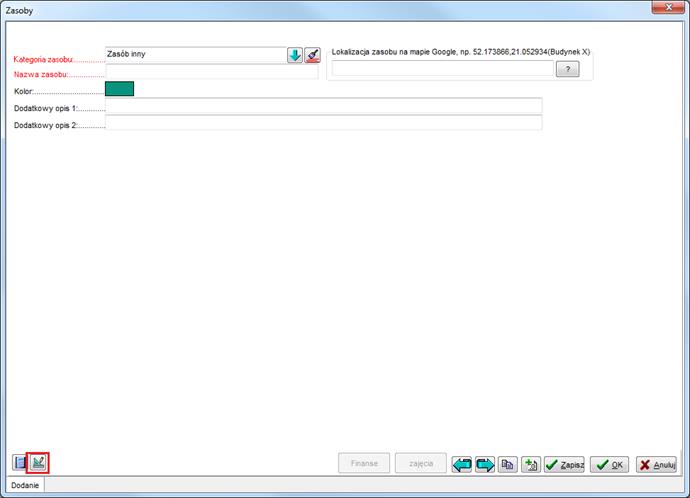 Zasoby
Kategoria zasobu:
Zasób inny
Lokalizacja zasobu na mapie Google, np. 52.173866,21.052934(Budynek X)
Nazwa zasobu:
?
Kolor:
Dodatkowy opis 1:
Dodatkowy opis 2:
Finanse
zajęcia
Zapisz
OK
Anuluj
Dodanie